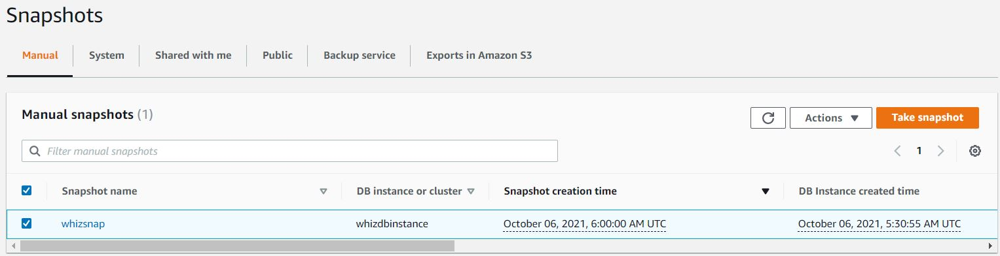 Snapshots
Manual System Shared with me Public Backup service Exports in Amazon S3
Manual snapshots (1) Actions Take snapshot
Filter manual snapshots 1
Snapshot name DB instance or cluster Snapshot creation time DB Instance created time
whizsnap whizdbinstance October 06, 2021, 6:00:00 AM UTC October 06, 2021, 5:30:55 AM UTC